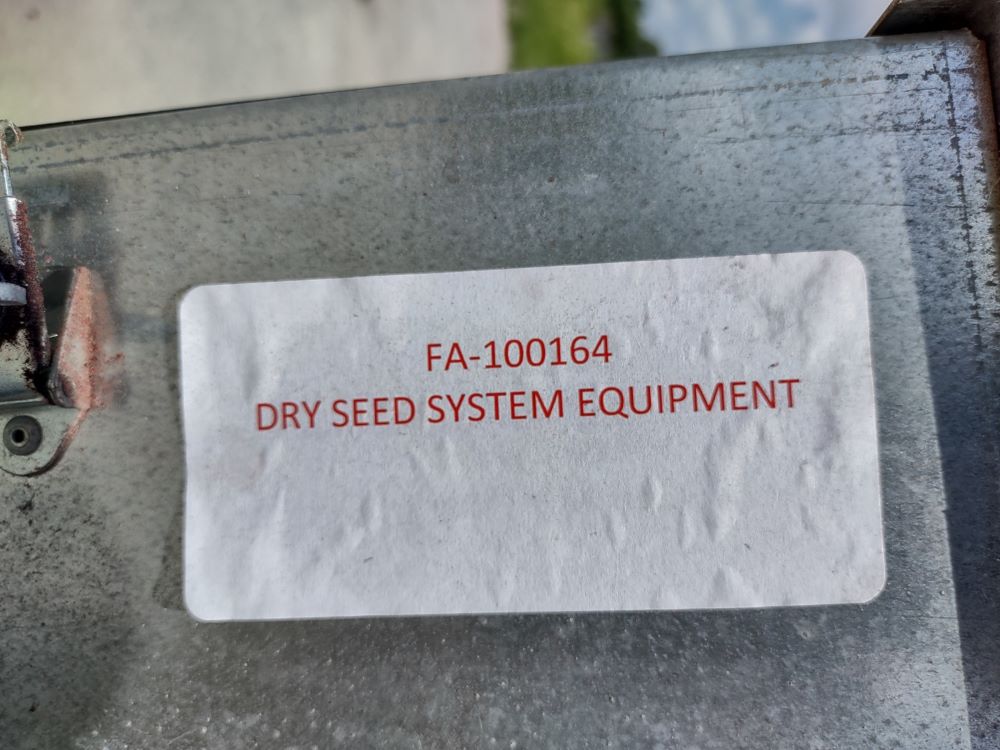 FA-100164
DRY SEED SYSTEM EQUIPMENT